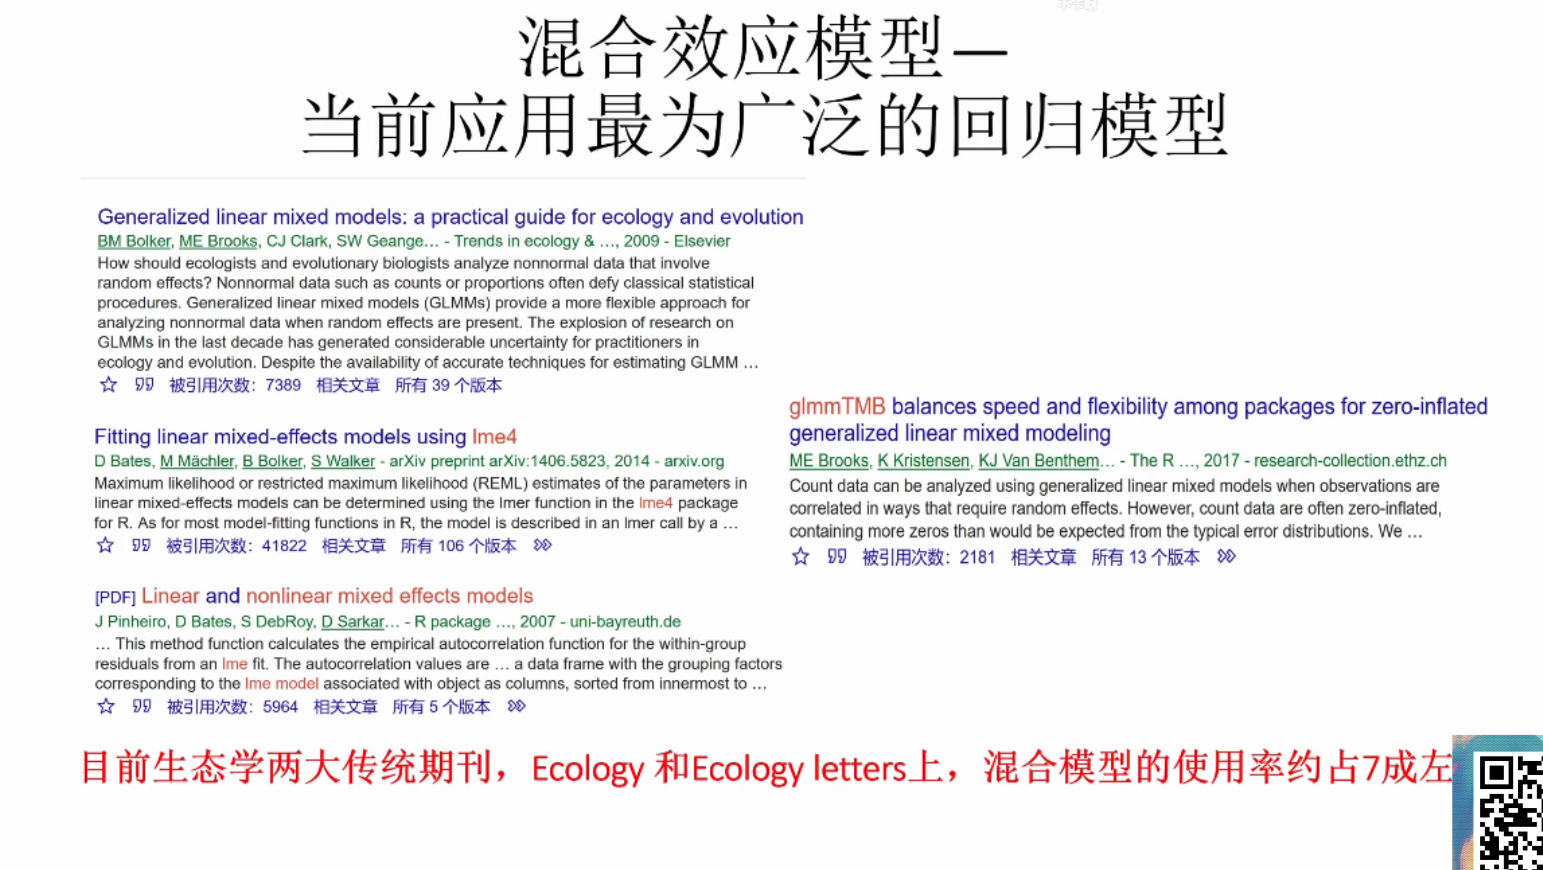 混合效应模型—
当前应用最为广泛的回归模型
Generalized linear mixed models: a practical guide for ecology and evolution
BM Bolker, ME Brooks, CJ Clark, SW Geange… - Trends in ecology & …, 2009 - Elsevier
How should ecologists and evolutionary biologists analyze nonnormal data that involve
random effects? Nonnormal data such as counts or proportions often defy classical statistical
procedures. Generalized linear mixed models (GLMMs) provide a more flexible approach for
analyzing nonnormal data when random effects are present. The explosion of research on
GLMMs in the last decade has generated considerable uncertainty for practitioners in
ecology and evolution. Despite the availability of accurate techniques for estimating GLMM …
被引用次数：7389 相关文章 所有 39 个版本
Fitting linear mixed-effects models using lme4
D Bates, M Mächler, B Bolker, S Walker - arXiv preprint arXiv:1406.5823, 2014 - arxiv.org
Maximum likelihood or restricted maximum likelihood (REML) estimates of the parameters in
linear mixed-effects models can be determined using the lmer function in the lme4 package
for R. As for most model-fitting functions in R, the model is described in an lmer call by a …
被引用次数：41822 相关文章 所有 106 个版本
[PDF] Linear and nonlinear mixed effects models
J Pinheiro, D Bates, S DebRoy, D Sarkar… - R package …, 2007 - uni-bayreuth.de
… This method function calculates the empirical autocorrelation function for the within-group
residuals from an lme fit. The autocorrelation values are … a data frame with the grouping factors
corresponding to the lme model associated with object as columns, sorted from innermost to …
被引用次数：5964 相关文章 所有 5 个版本
glmmTMB balances speed and flexibility among packages for zero-inflated
generalized linear mixed modeling
ME Brooks, K Kristensen, KJ Van Benthem… - The R …, 2017 - research-collection.ethz.ch
Count data can be analyzed using generalized linear mixed models when observations are
correlated in ways that require random effects. However, count data are often zero-inflated,
containing more zeros than would be expected from the typical error distributions. We …
被引用次数：2181 相关文章 所有 13 个版本
目前生态学两大传统期刊，Ecology 和Ecology letters上，混合模型的使用率约占7成左